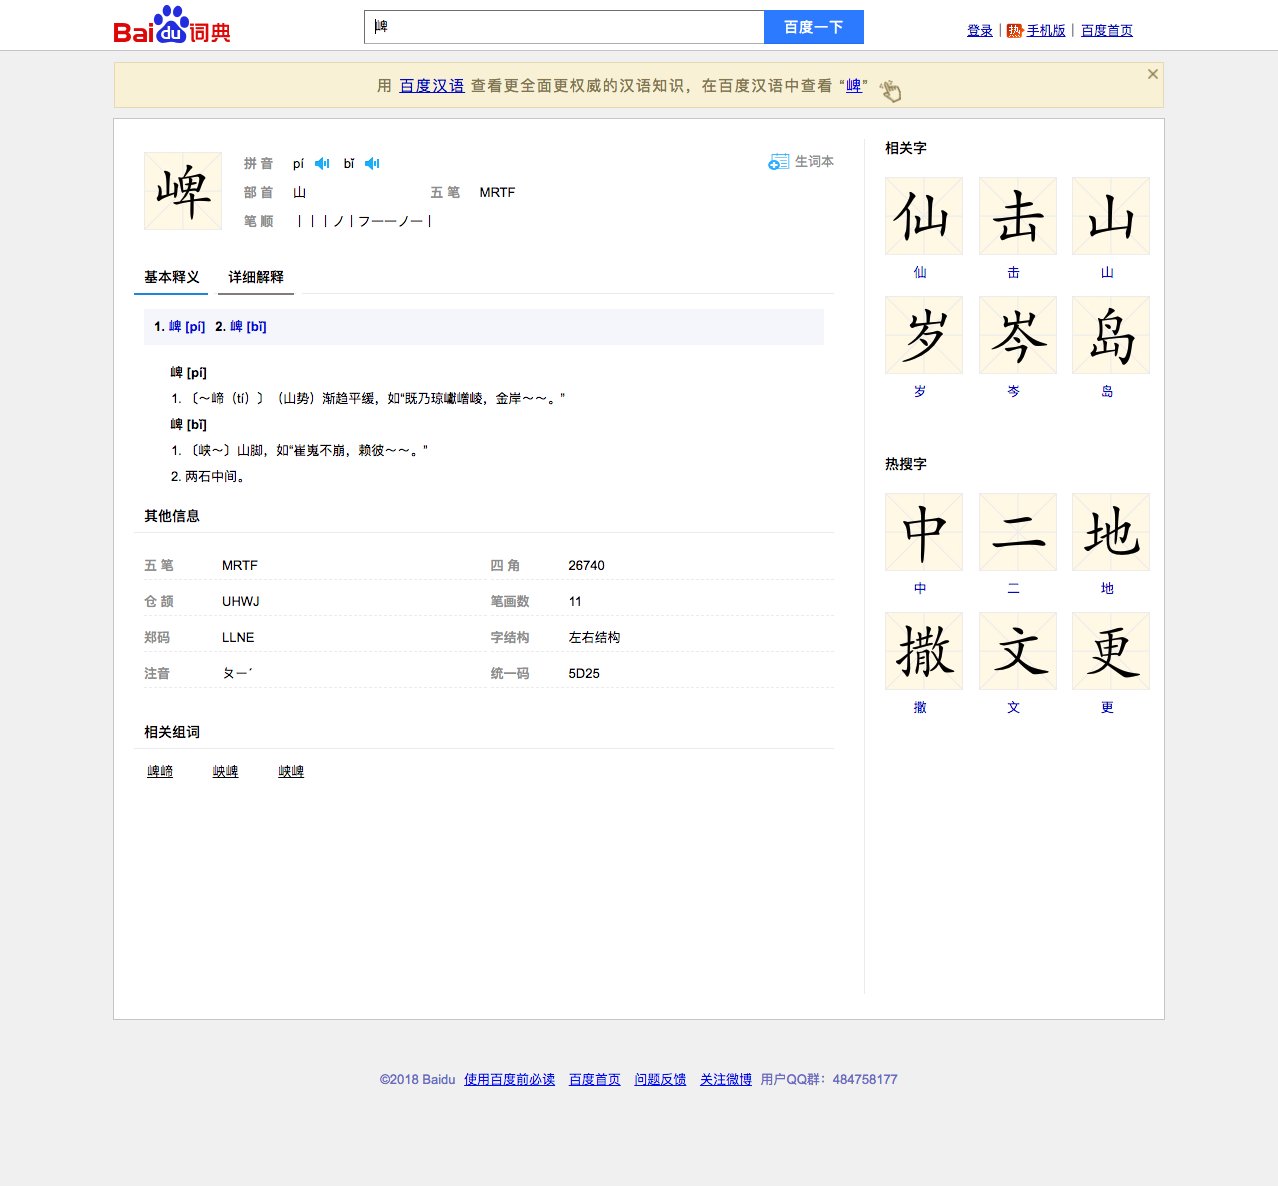 Bai du 词典
崥
百度一下
登录 | 热 手机版 | 百度首页
用 百度汉语 查看更全面更权威的汉语知识，在百度汉语中查看 “崥”
崥
拼 音 pí bǐ
生词本
部 首 山 五 笔 MRTF
笔 顺 丨丨丨ノ丨フ一一ノ一丨
基本释义 详细解释
1. 崥 [pí] 2. 崥 [bǐ]
崥 [pí]
1. 〔～崹（tí）〕（山势）渐趋平缓，如“既乃琼巘嶒崚，金岸～～。”
崥 [bǐ]
1. 〔峡～〕山脚，如“崔嵬不崩，赖彼～～。”
2. 两石中间。
其他信息
五 笔 MRTF 四 角 26740
仓 颉 UHWJ 笔画数 11
郑码 LLNE 字结构 左右结构
注音 ㄆㄧˊ 统一码 5D25
相关组词
崥崹 岟崥 岟崥
相关字
仙 击 山
仙 击 山
岁 岑 岛
岁 岑 岛
热搜字
中 二 地
中 二 地
撒 文 更
撒 文 更
©2018 Baidu 使用百度前必读 百度首页 问题反馈 关注微博 用户QQ群：484758177